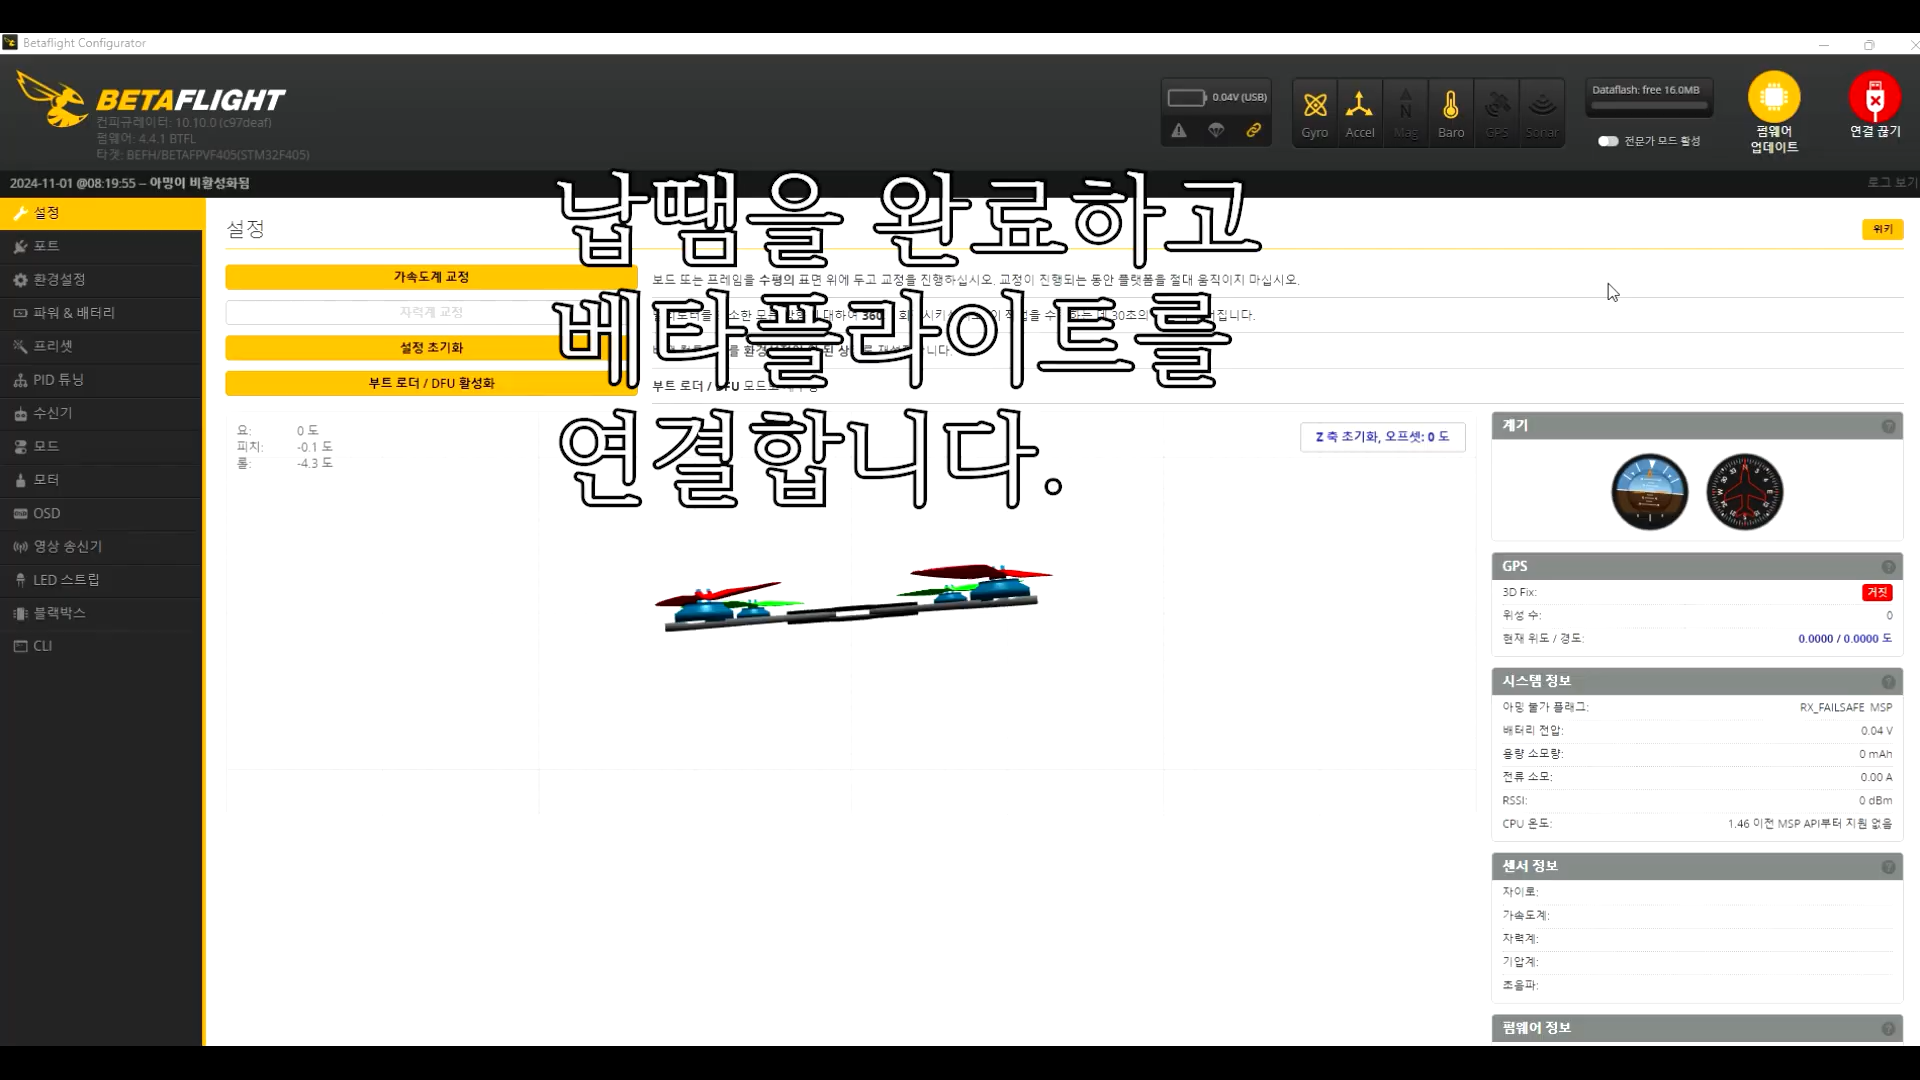 Betaflight Configurator
BETAFLIGHT
컨피규레이터: 10.10.0 (c97deaf)
펌웨어: 4.4.1 BTFL
타겟: BEFH/BETAFPVF405(STM32F405)
0.04V (USB)
Gyro
Accel
Mag
Baro
GPS
Sonar
Dataflash: free 16.0MB
전문가 모드 활성
펌웨어
업데이트
연결 끊기
2024-11-01 @08:19:55 -- 아밍이 비활성화됨
로그 보기
납땜을 완료하고
베타플라이트를
연결합니다.
설정
포트
환경설정
파워 & 배터리
프리셋
PID 튜닝
수신기
모드
모터
OSD
영상 송신기
LED 스트립
블랙박스
CLI
설정
위키
가속도계 교정
보드 또는 프레임을 수평의 표면 위에 두고 교정을 진행하십시오. 교정이 진행되는 동안 플랫폼을 절대 움직이지 마십시오.
자력계 교정
360
설정 초기화
부트 로더 / DFU 활성화
부트 로더 /
요: 0 도
피치: -0.1 도
롤: -4.3 도
Z 축 초기화, 오프셋: 0 도
계기
GPS
3D Fix: 거짓
위성 수: 0
현재 위도 / 경도: 0.0000 / 0.0000 도
시스템 정보
아밍 불가 플래그: RX_FAILSAFE MSP
배터리 전압: 0.04 V
용량 소모량: 0 mAh
전류 소모: 0.00 A
RSSI: 0 dBm
CPU 온도: 1.46 이전 MSP API부터 지원 없음
센서 정보
자이로:
가속도계:
자력계:
기압계:
초음파:
펌웨어 정보